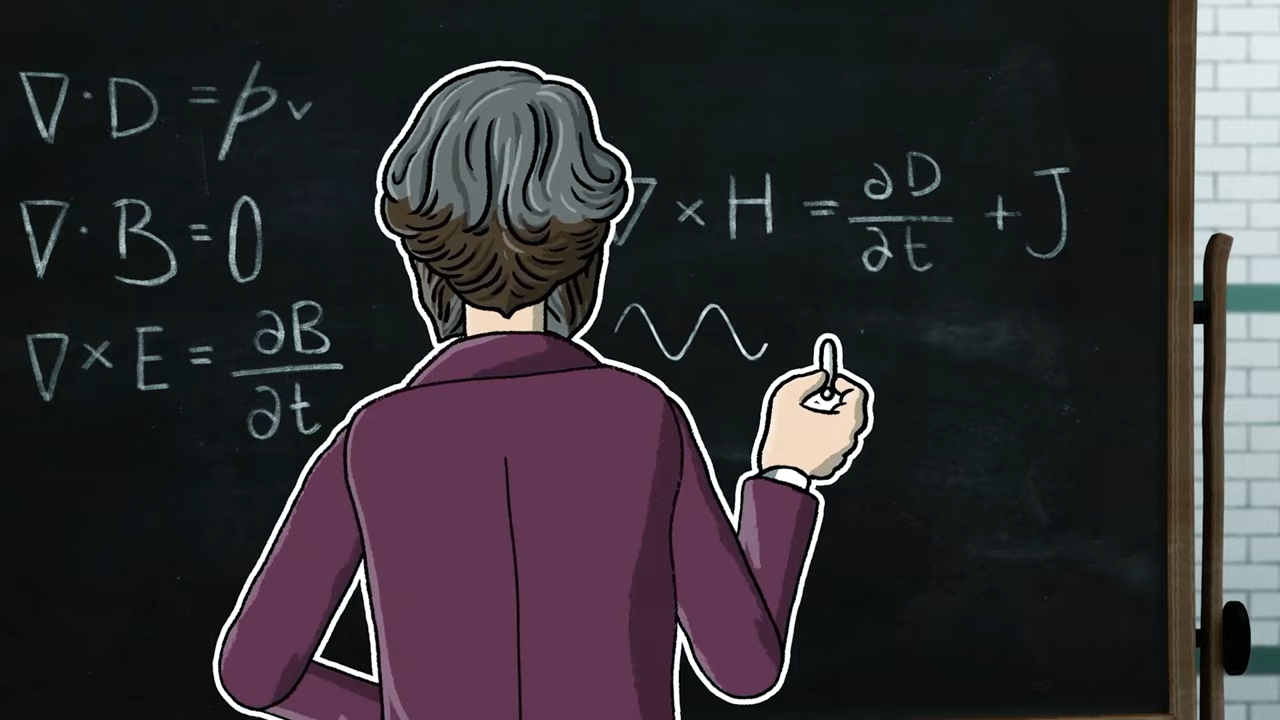 ∇·D = ρv
∇·B = 0
∇×E = ∂B/∂t
∇×H = ∂D/∂t + J